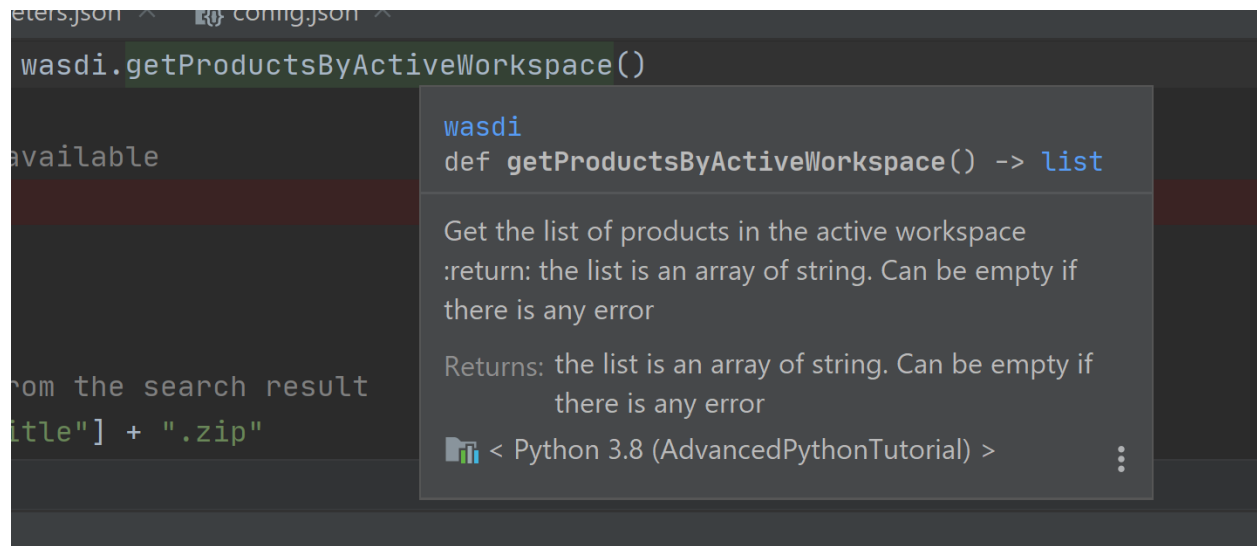 config.json
wasdi.getProductsByActiveWorkspace()
available
wasdi
def getProductsByActiveWorkspace() -> list
Get the list of products in the active workspace
:return: the list is an array of string. Can be empty if
there is any error
Returns: the list is an array of string. Can be empty if
there is any error
rom the search result
itle"] + ".zip"
< Python 3.8 (AdvancedPythonTutorial) >